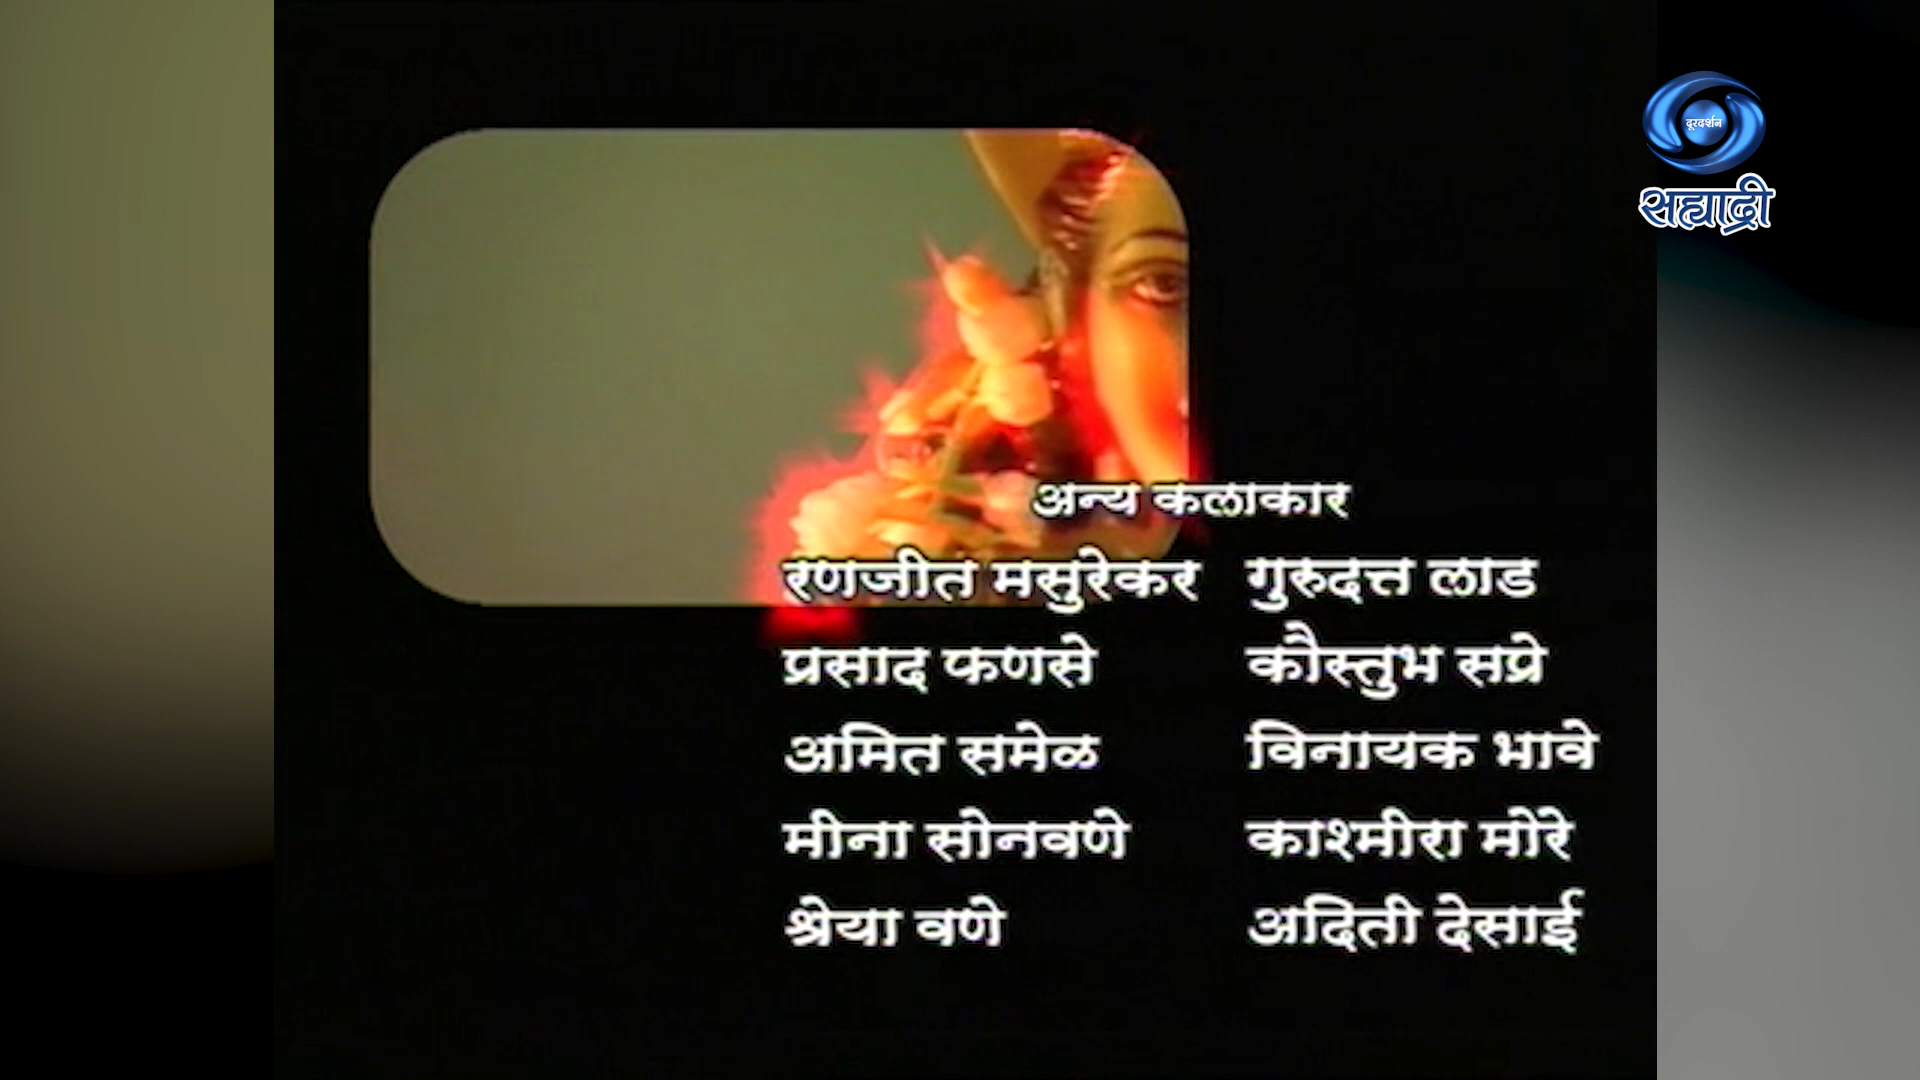 दूरदर्शन
सह्याद्री
अन्य कलाकार
रणजीत मसुरेकर गुरुदत्त लाड
प्रसाद फणसे कौस्तुभ सप्रे
अमित समेळ विनायक भावे
मीना सोनवणे काश्मीरा मोरे
श्रेया वणे अदिती देसाई